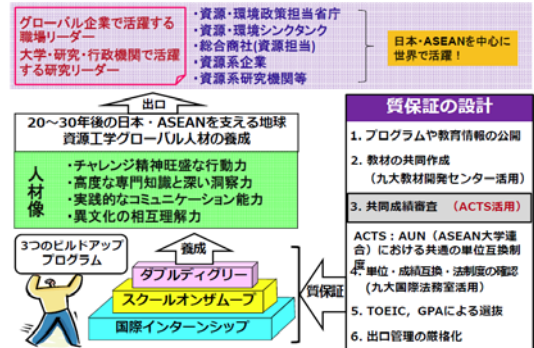 グローバル企業で活躍する
職場リーダー
大学・研究・行政機関で活躍
する研究リーダー
・資源・環境政策担当省庁
・資源・環境シンクタンク
・総合商社(資源担当)
・資源系企業
・資源系研究機関等
日本・ASEANを中心に
世界で活躍！
出口
20～30年後の日本・ASEANを支える地球
資源工学グローバル人材の養成
人材像
・チャレンジ精神旺盛な行動力
・高度な専門知識と深い洞察力
・実践的なコミュニケーション能力
・異文化の相互理解力
3つのビルドアップ
プログラム
養成
ダブルディグリー
スクールオンザムーブ
国際インターンシップ
質保証
質保証の設計
1. プログラムや教育情報の公開
2. 教材の共同作成
（九大教材開発センター活用）
3. 共同成績審査 （ACTS活用）
ACTS：AUN（ASEAN大学連
合）における共通の単位互換制
度
4. 単位・成績互換・法制度の確認
（九大国際法務室活用）
5. TOEIC，GPAによる選抜
6. 出口管理の厳格化